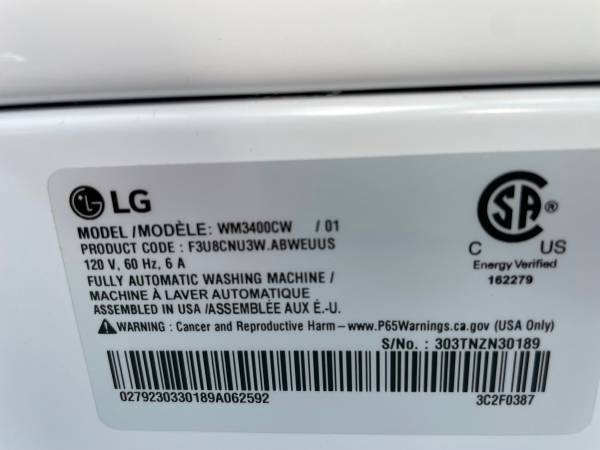 LG
MODEL /MODÈLE: WM3400CW / 01
PRODUCT CODE : F3U8CNU3W.ABWEUUS
120 V, 60 Hz, 6 A
FULLY AUTOMATIC WASHING MACHINE /
MACHINE À LAVER AUTOMATIQUE
ASSEMBLED IN USA /ASSEMBLÉE AUX É.-U.
WARNING : Cancer and Reproductive Harm—www.P65Warnings.ca.gov (USA Only)
S/No. : 303TNZN30189
0279230330189A062592
3C2F0387
SA ®
C US
Energy Verified
162279